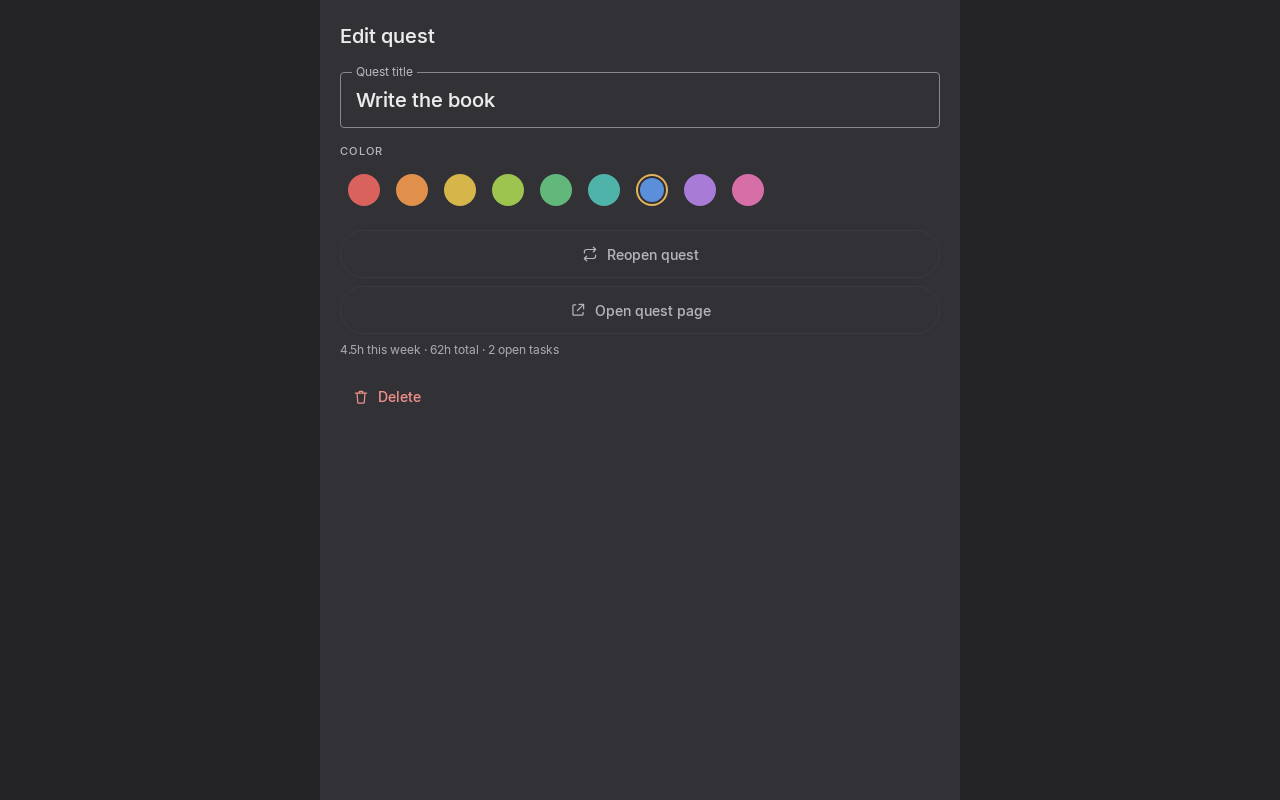 Edit quest
Quest title
Write the book
COLOR
Reopen quest
Open quest page
4.5h this week · 62h total · 2 open tasks
Delete